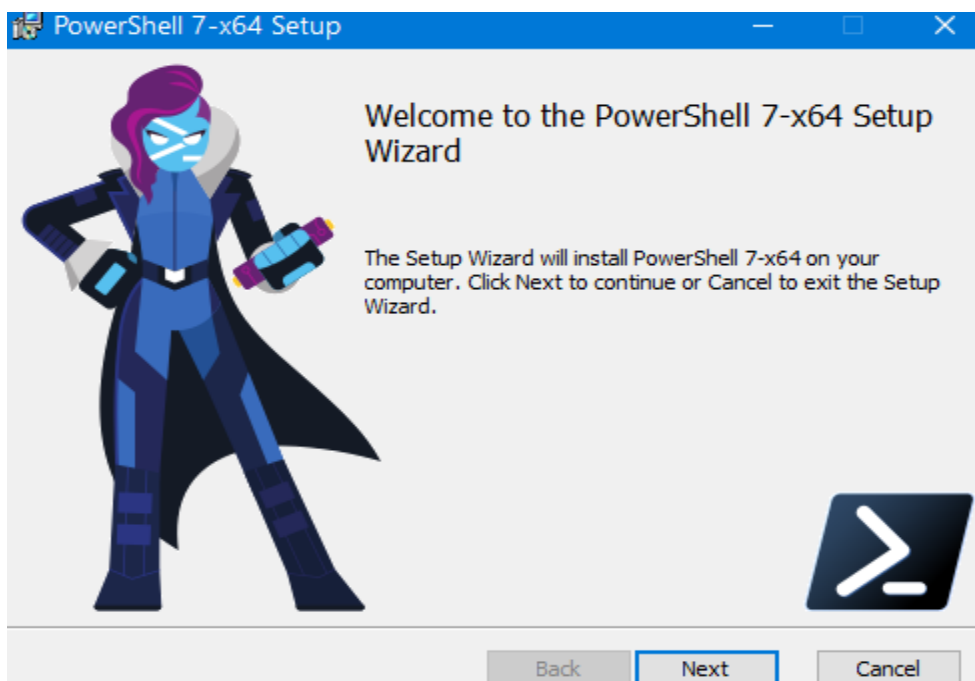 PowerShell 7-x64 Setup
Welcome to the PowerShell 7-x64 Setup
Wizard
The Setup Wizard will install PowerShell 7-x64 on your
computer. Click Next to continue or Cancel to exit the Setup
Wizard.
Back Next Cancel